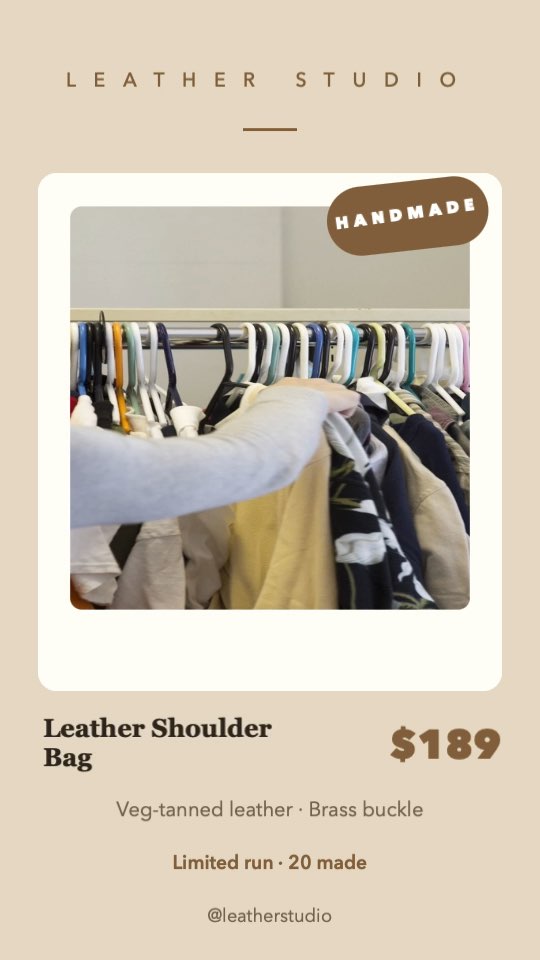 LEATHER STUDIO
HANDMADE
Leather Shoulder
Bag
$189
Veg-tanned leather · Brass buckle
Limited run · 20 made
@leatherstudio